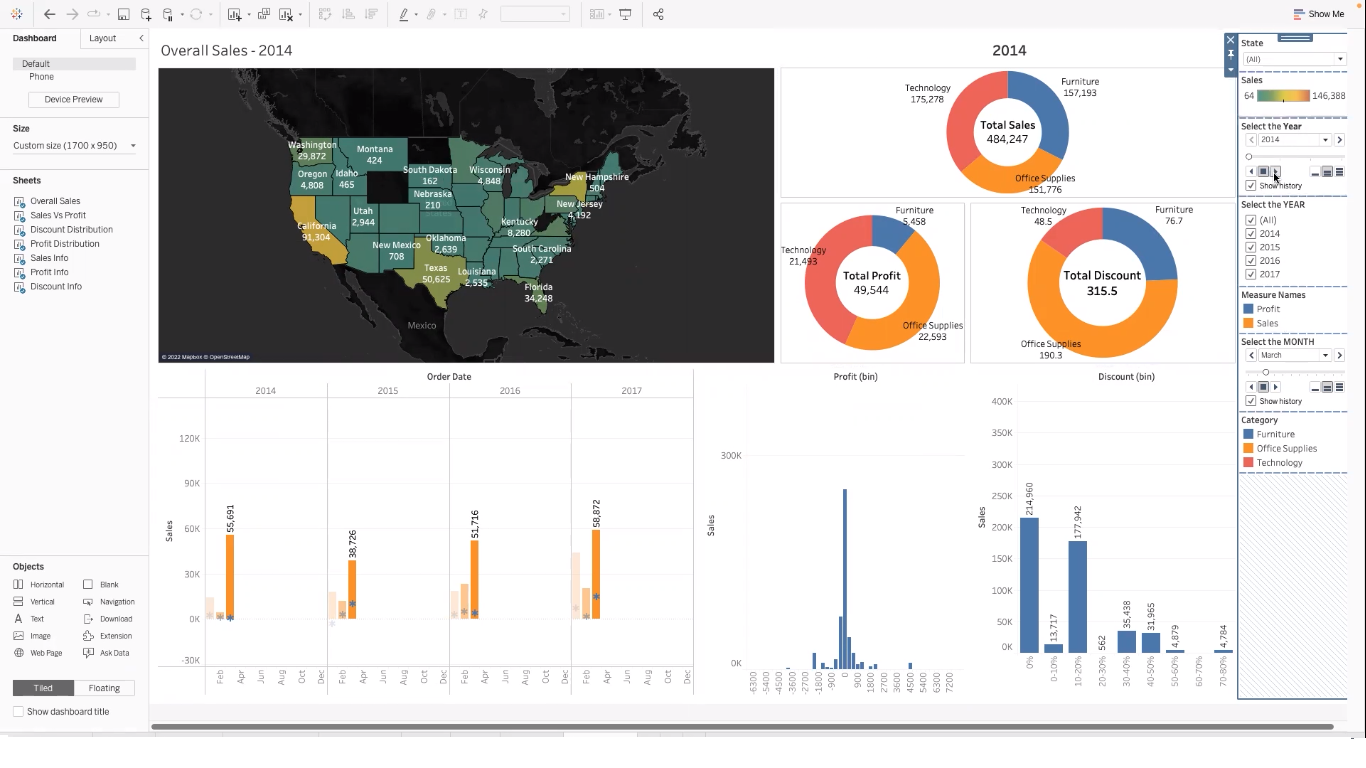 Show Me
Dashboard
Layout
Default
Phone
Device Preview
Size
Custom size (1700 x 950)
Sheets
Overall Sales
Sales Vs Profit
Discount Distribution
Profit Distribution
Sales Info
Profit Info
Discount Info
Objects
Horizontal
Blank
Vertical
Navigation
Text
Download
Image
Extension
Web Page
Ask Data
Tiled
Floating
Show dashboard title
Overall Sales - 2014
Washington
29,872
Montana
424
Oregon
4,808
Idaho
465
South Dakota
162
Wisconsin
4,848
New Hampshire
504
Nebraska
210
New Jersey
4,192
Utah
2,944
California
91,304
Kentucky
8,280
New Mexico
708
Oklahoma
2,639
South Carolina
2,271
Texas
50,625
Louisiana
2,535
Florida
34,248
Mexico
© 2022 Mapbox © OpenStreetMap
2014
Technology
175,278
Furniture
157,193
Total Sales
484,247
Office Supplies
151,776
Furniture
5,458
Technology
21,493
Total Profit
49,544
Office Supplies
22,593
Technology
48.5
Furniture
76.7
Total Discount
315.5
Office Supplies
190.3
Order Date
2014
2015
2016
2017
Sales
120K
90K
60K
30K
0K
-30K
55,691
38,726
51,716
58,872
Feb
Apr
Jun
Aug
Oct
Dec
Feb
Apr
Jun
Aug
Oct
Dec
Feb
Apr
Jun
Aug
Oct
Dec
Feb
Apr
Jun
Aug
Oct
Dec
Profit (bin)
Sales
300K
0K
-6300
-5400
-4500
-3600
-2700
-1800
-900
0
900
1800
2700
3600
4500
5400
6300
7200
Discount (bin)
Sales
400K
350K
300K
250K
200K
150K
100K
50K
0K
214,960
13,717
177,942
562
35,438
31,965
4,879
4,784
0%
0-10%
10-20%
20-30%
30-40%
40-50%
50-60%
60-70%
70-80%
State
(All)
Sales
64
146,388
Select the Year
2014
Show history
Select the YEAR
(All)
2014
2015
2016
2017
Measure Names
Profit
Sales
Select the MONTH
March
Show history
Category
Furniture
Office Supplies
Technology